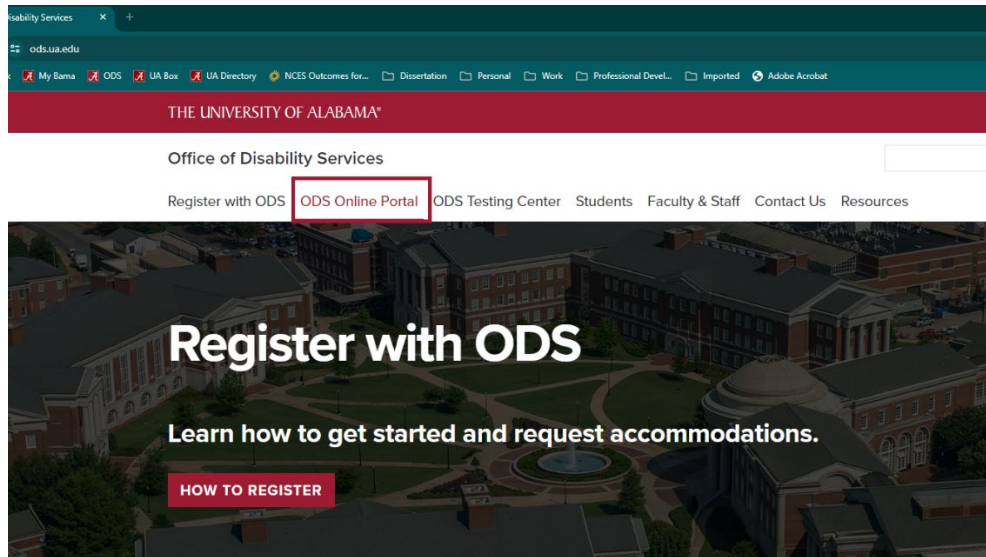 isability Services
ods.ua.edu
My Bama ODS UA Box UA Directory NCES Outcomes for... Dissertation Personal Work Professional Devel... Imported Adobe Acrobat
THE UNIVERSITY OF ALABAMA®
Office of Disability Services
Register with ODS ODS Online Portal ODS Testing Center Students Faculty & Staff Contact Us Resources
Register with ODS
Learn how to get started and request accommodations.
HOW TO REGISTER